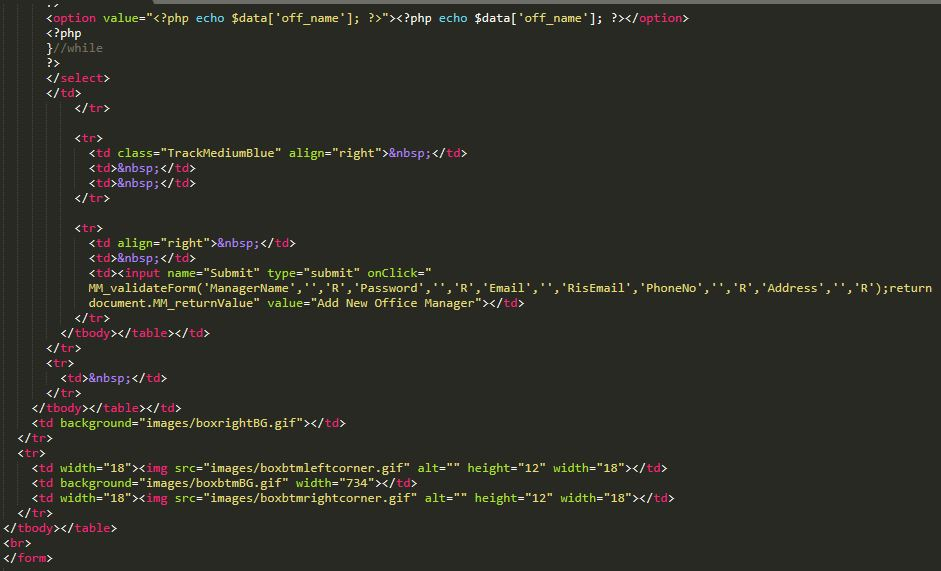 ?>
<option value="<?php echo $data['off_name']; ?>"><?php echo $data['off_name']; ?></option>
<?php
}//while
?>
</select>
</td>
</tr>
<tr>
<td class="TrackMediumBlue" align="right">&nbsp;</td>
<td>&nbsp;</td>
<td>&nbsp;</td>
</tr>
<tr>
<td align="right">&nbsp;</td>
<td>&nbsp;</td>
<td><input name="Submit" type="submit" onClick="
MM_validateForm('ManagerName','','R','Password','','R','Email','','RisEmail','PhoneNo','','R','Address','','R');return
document.MM_returnValue" value="Add New Office Manager"></td>
</tr>
</tbody></table></td>
</tr>
<tr>
<td>&nbsp;</td>
</tr>
</tbody></table></td>
<td background="images/boxrightBG.gif"></td>
</tr>
<tr>
<td width="18"><img src="images/boxbtmleftcorner.gif" alt="" height="12" width="18"></td>
<td background="images/boxbtmBG.gif" width="734"></td>
<td width="18"><img src="images/boxbtmrightcorner.gif" alt="" height="12" width="18"></td>
</tr>
</tbody></table>
<br>
</form>